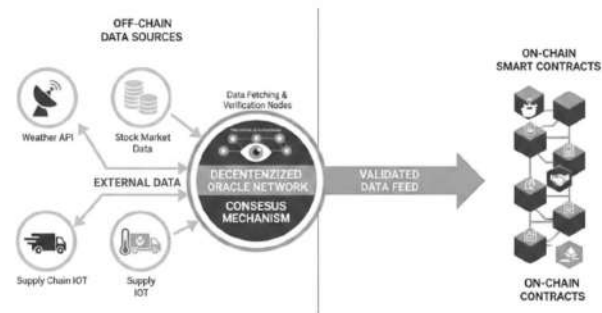 OFF-CHAIN
DATA SOURCES
Weather API
Stock Market
Data
EXTERNAL DATA
Supply Chain IOT
Supply
IOT
Data Fetching &
Verification Nodes
DECENTENZIZED
ORACLE NETWORK
CONSESUS
MECHANISM
VALIDATED
DATA FEED
ON-CHAIN
SMART CONTRACTS
ON-CHAIN
CONTRACTS